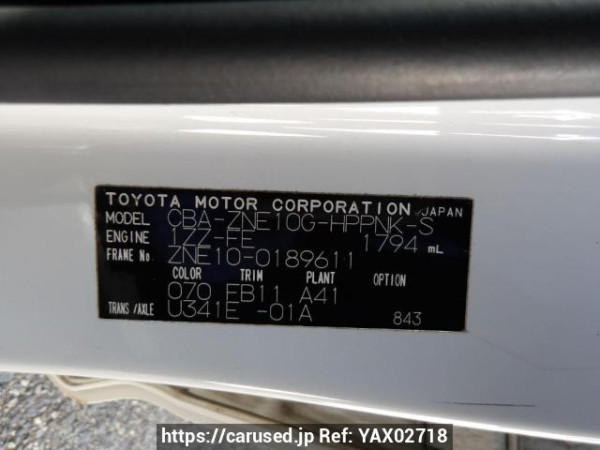 TOYOTA MOTOR CORPORATION /JAPAN
MODEL CBA-ZNE10G-HPPNK-S
ENGINE 1ZZ-FE 1794 mL
FRAME No. ZNE10-0189611
COLOR TRIM PLANT OPTION
070 FB11 A41
TRANS/AXLE U341E -01A 843
https://carused.jp Ref: YAX02718